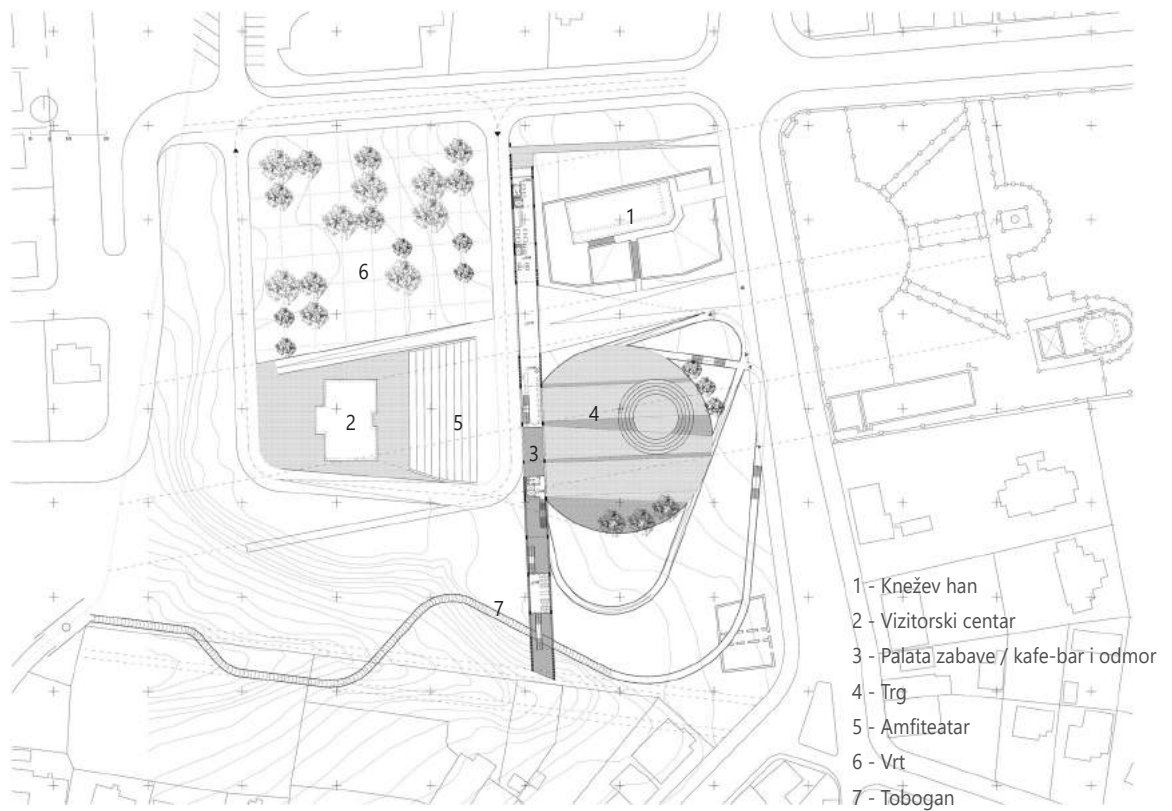 1
6
2
5
4
3
7
1 - Knežev han
2 - Vizitorski centar
3 - Palata zabave / kafe-bar i odmor
4 - Trg
5 - Amfiteatar
6 - Vrt
7 - Tobogan